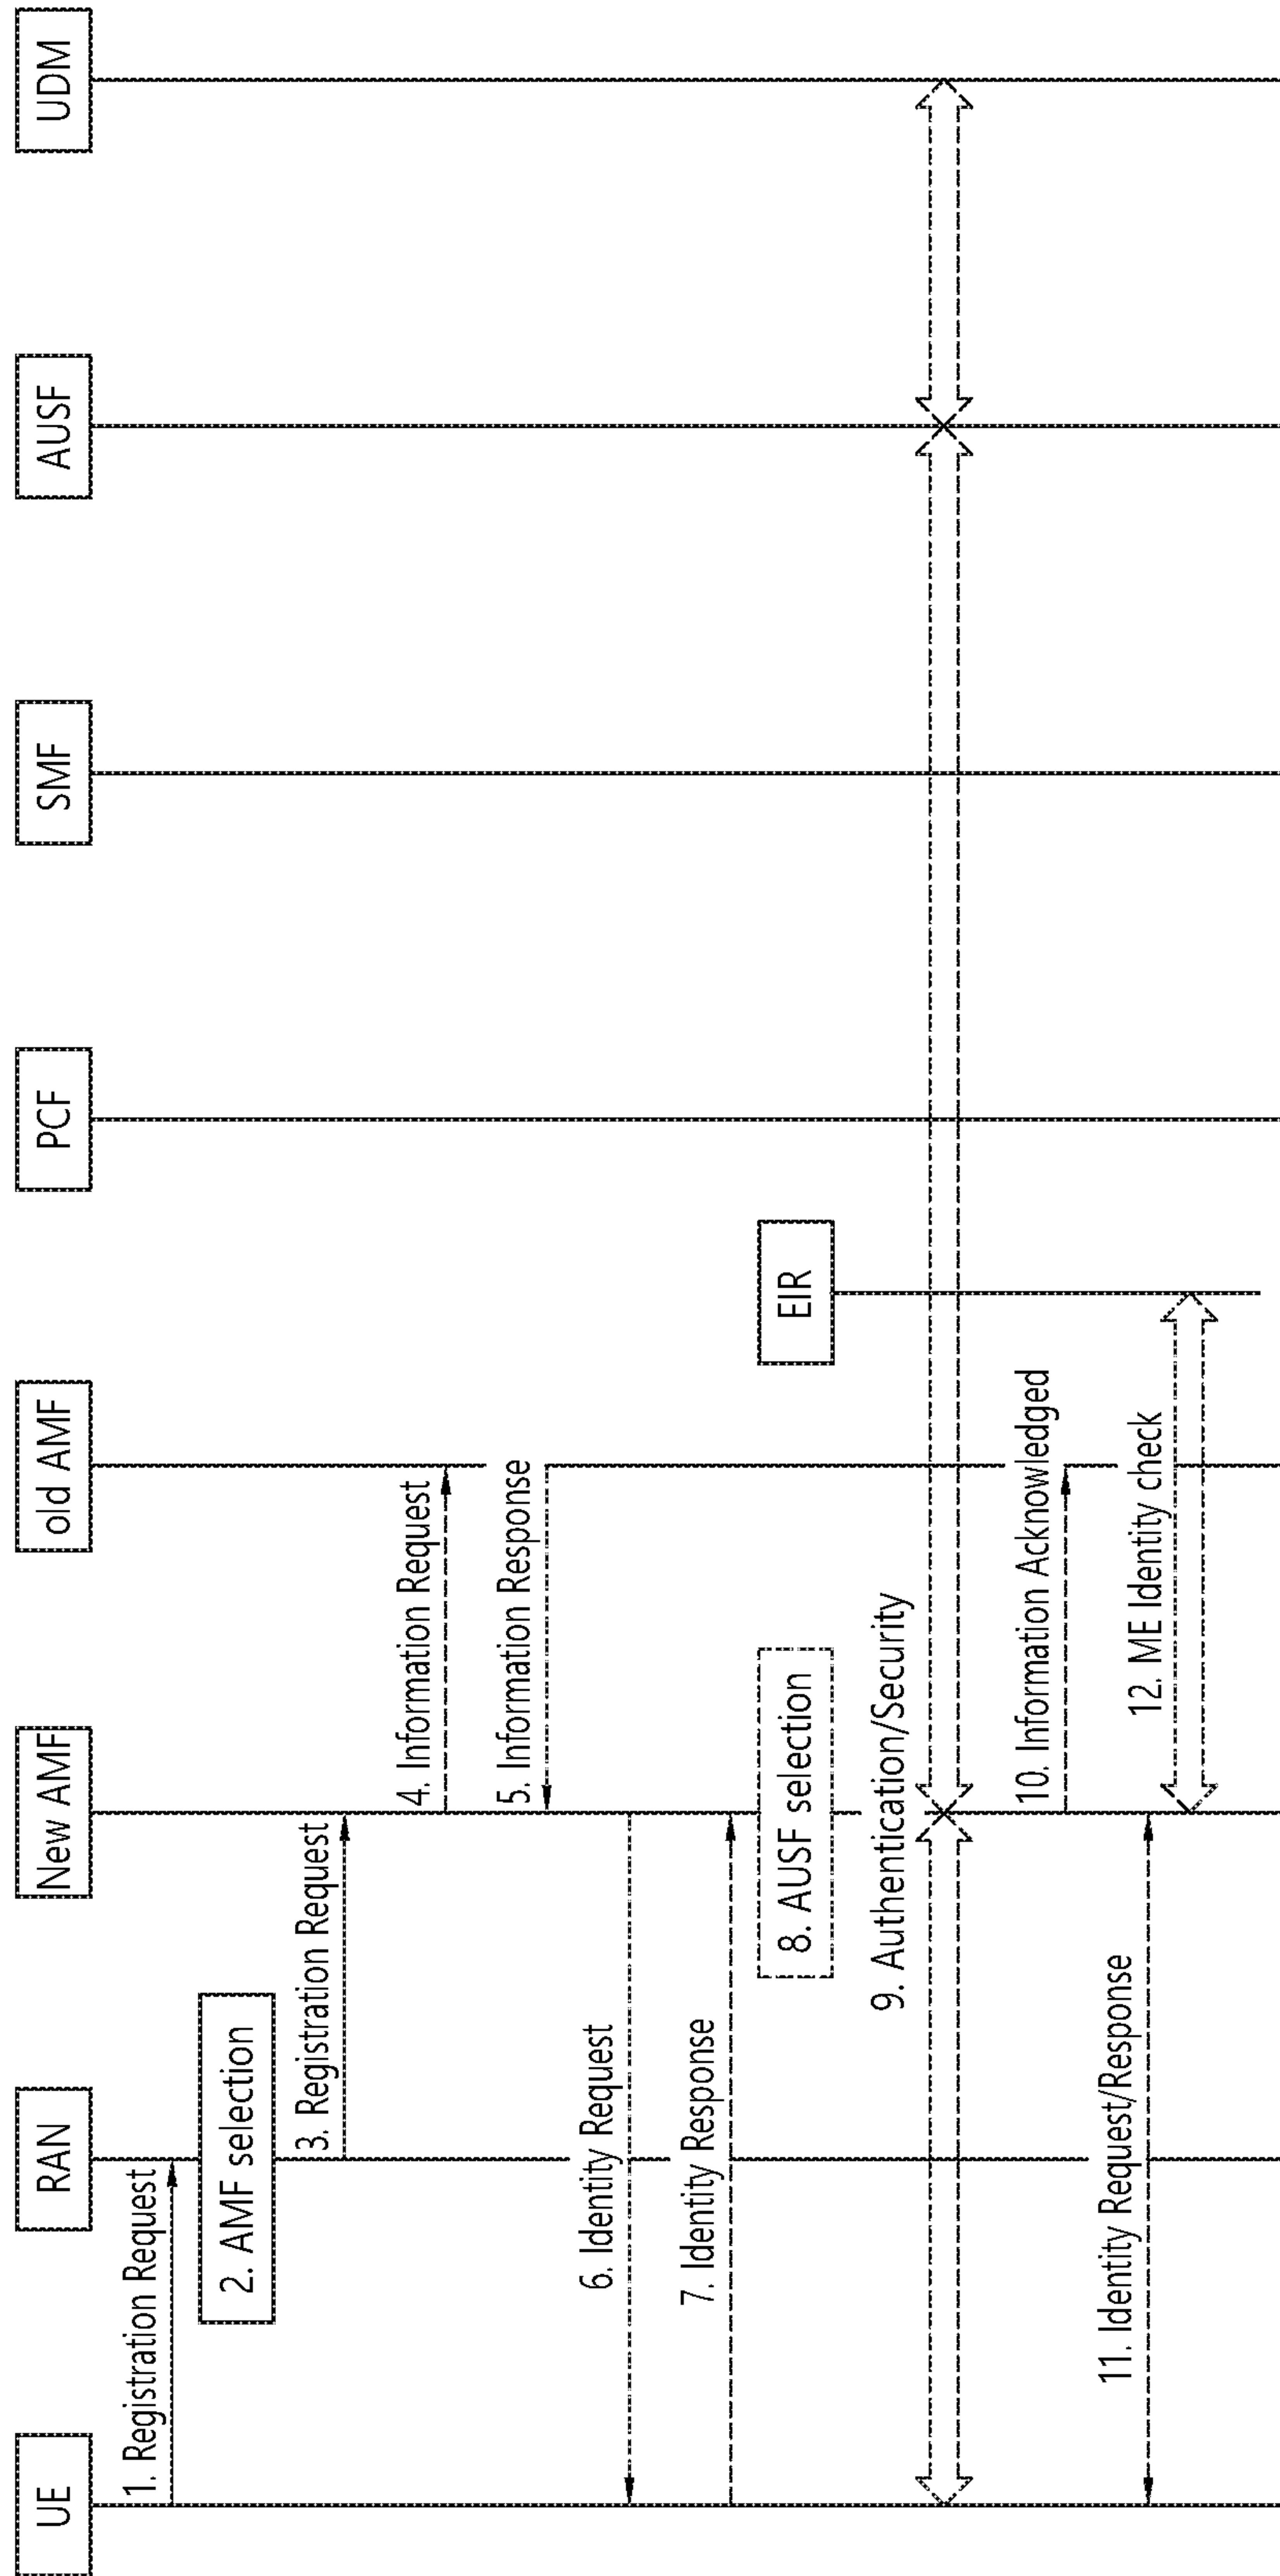 UE
RAN
New AMF
old AMF
PCF
SMF
AUSF
UDM
1. Registration Request
2. AMF selection
3. Registration Request
4. Information Request
5. Information Response
6. Identity Request
7. Identity Response
EIR
8. AUSF selection
9. Authentication/Security
10. Information Acknowledged
11. Identity Request/Response
12. ME Identity check